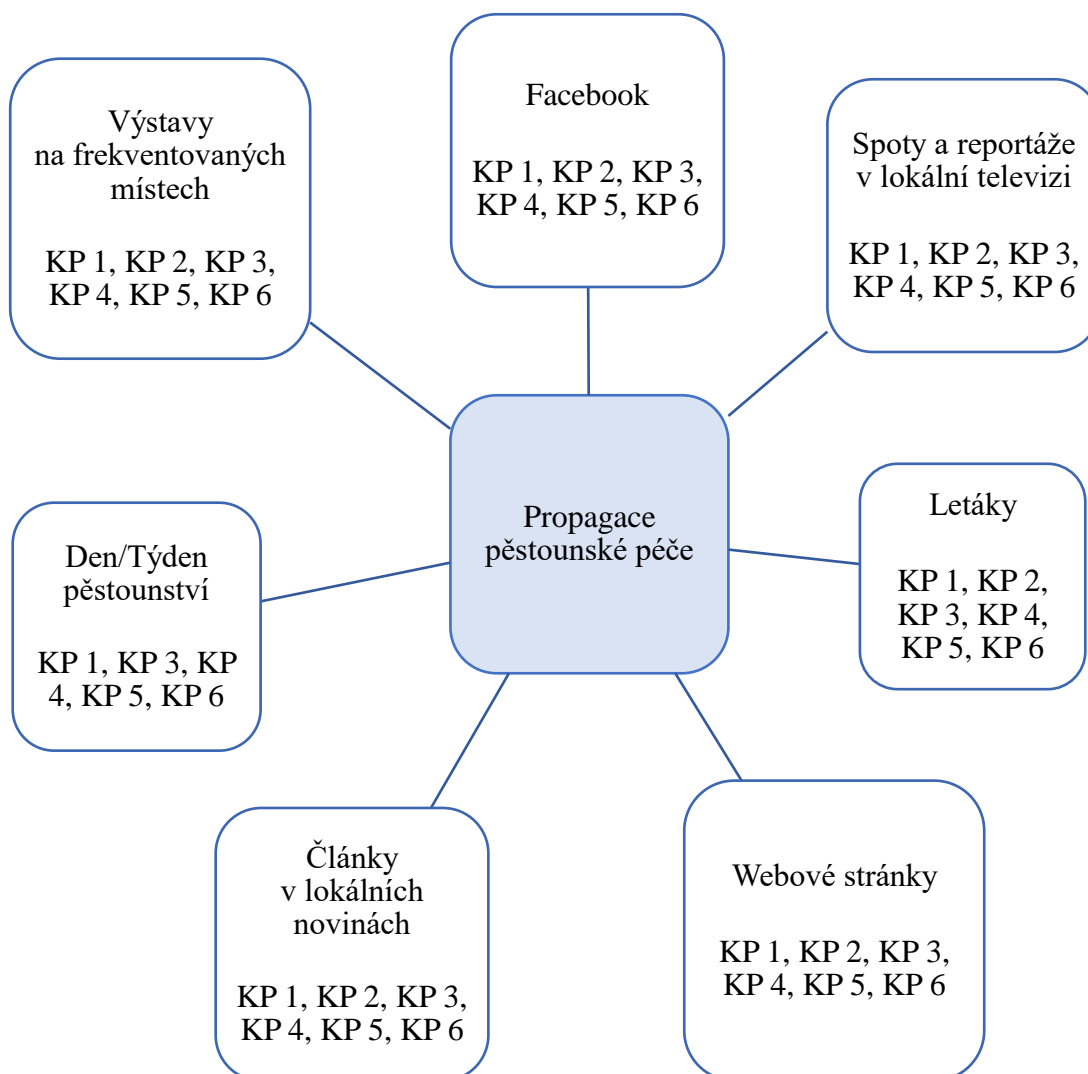 Výstavy
na frekventovaných
místech
KP 1, KP 2, KP 3,
KP 4, KP 5, KP 6
Facebook
KP 1, KP 2, KP 3,
KP 4, KP 5, KP 6
Spoty a reportáže
v lokální televizi
KP 1, KP 2, KP 3,
KP 4, KP 5, KP 6
Propagace
pěstounské péče
Letáky
KP 1, KP 2,
KP 3, KP 4,
KP 5, KP 6
Den/Týden
pěstounství
KP 1, KP 3, KP
4, KP 5, KP 6
Články
v lokálních
novinách
KP 1, KP 2, KP 3,
KP 4, KP 5, KP 6
Webové stránky
KP 1, KP 2, KP 3,
KP 4, KP 5, KP 6